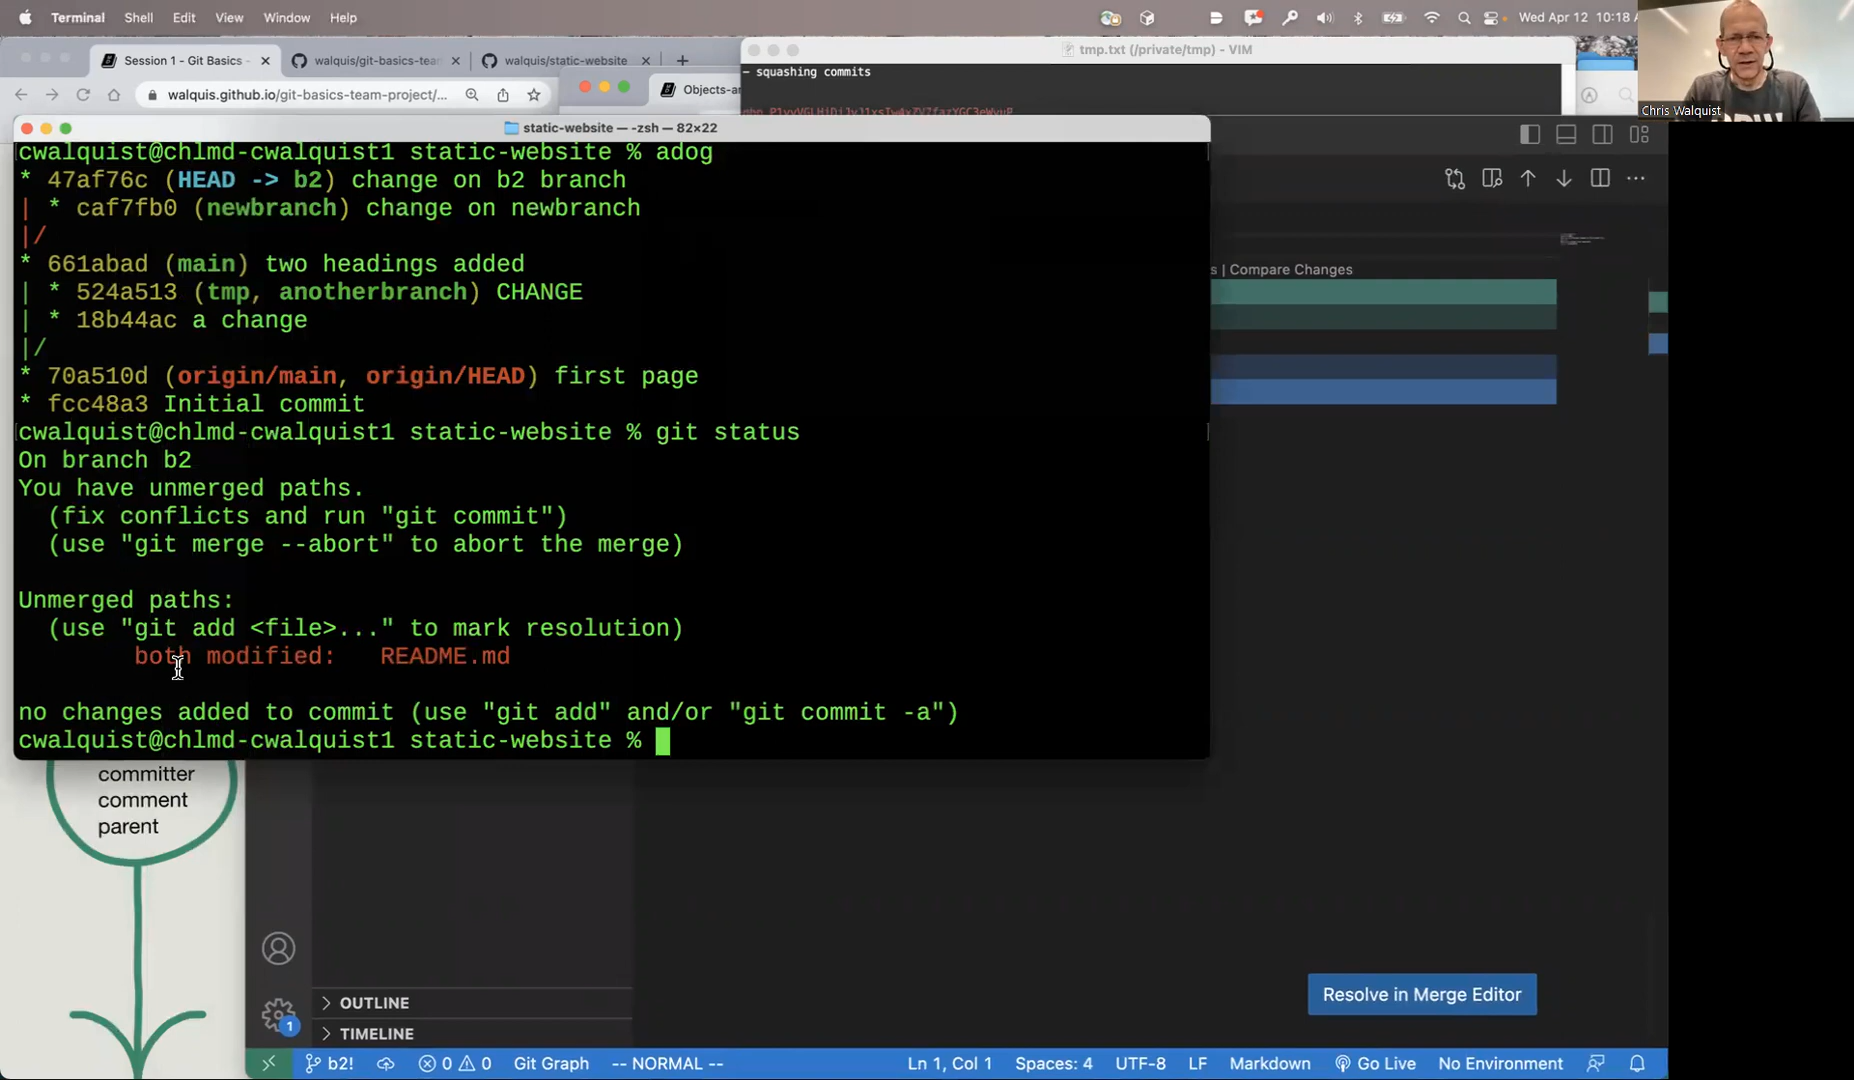 Terminal Shell Edit View Window Help
Wed Apr 12 10:18
Session 1 - Git Basics -
walquis/git-basics-team
walquis/static-website
tmp.txt (/private/tmp) - VIM
- squashing commits
walquis.github.io/git-basics-team-project/...
Objects-a
Chris Walquist
static-website — -zsh — 82×22
cwalquist@chlmd-cwalquist1 static-website % adog
* 47af76c (HEAD -> b2) change on b2 branch
| * caf7fb0 (newbranch) change on newbranch
|/
* 661abad (main) two headings added
| * 524a513 (tmp, anotherbranch) CHANGE
| * 18b44ac a change
|/
* 70a510d (origin/main, origin/HEAD) first page
* fcc48a3 Initial commit
cwalquist@chlmd-cwalquist1 static-website % git status
On branch b2
You have unmerged paths.
(fix conflicts and run "git commit")
(use "git merge --abort" to abort the merge)
Unmerged paths:
(use "git add <file>..." to mark resolution)
both modified: README.md
no changes added to commit (use "git add" and/or "git commit -a")
cwalquist@chlmd-cwalquist1 static-website %
s | Compare Changes
committer
comment
parent
Resolve in Merge Editor
OUTLINE
1
TIMELINE
b2! 0 0 Git Graph -- NORMAL -- Ln 1, Col 1 Spaces: 4 UTF-8 LF Markdown Go Live No Environment